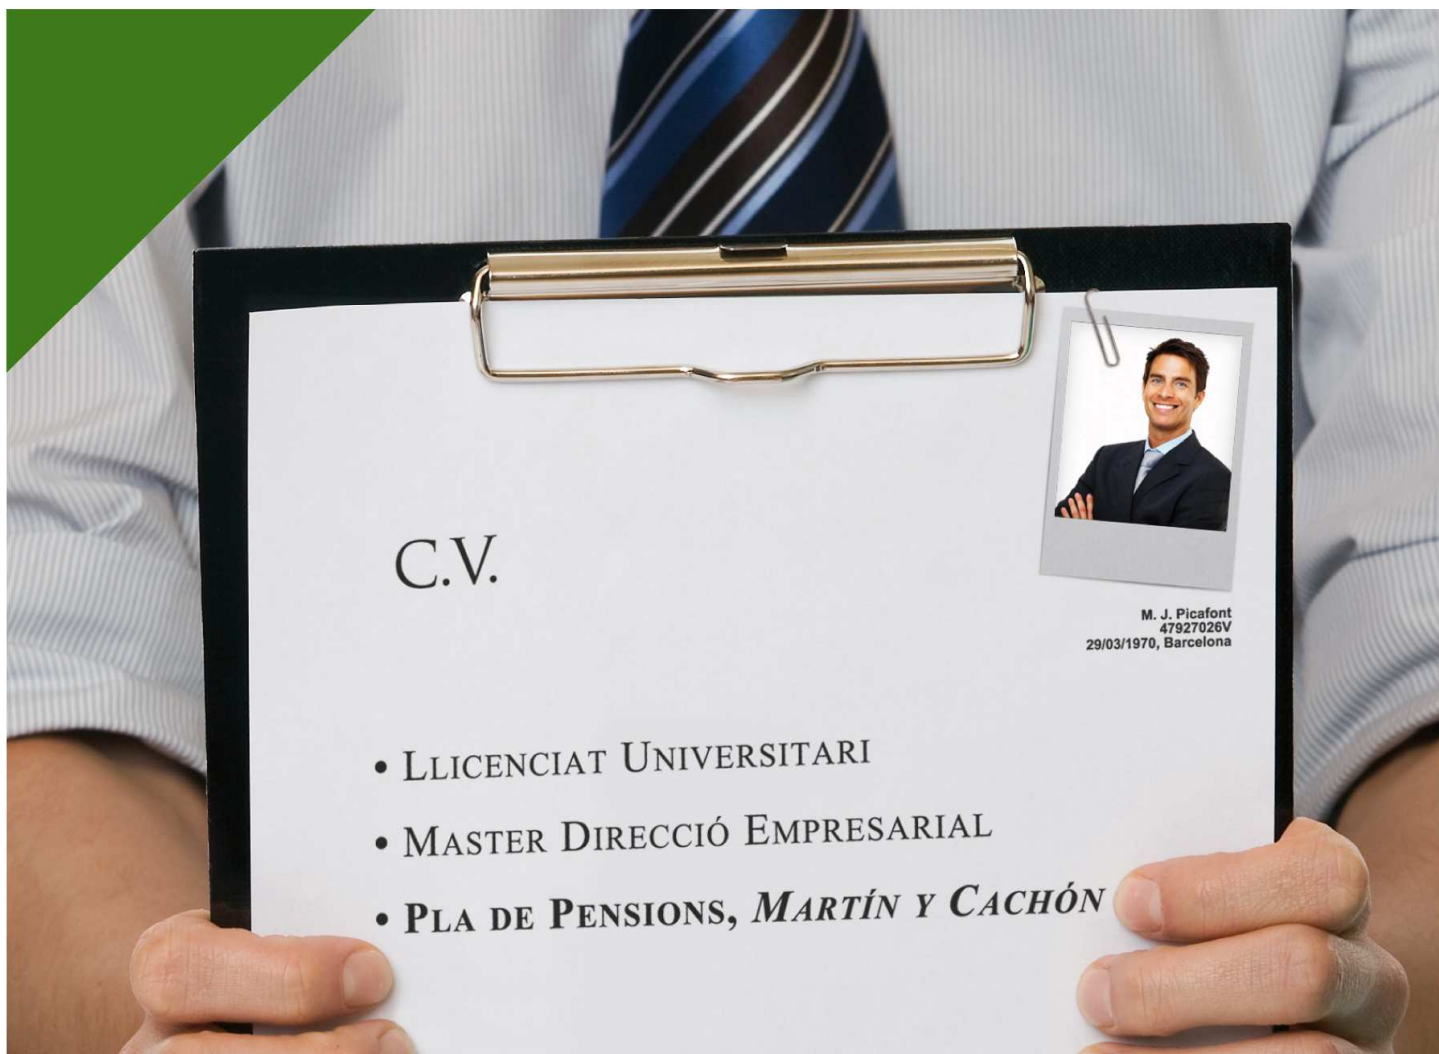 C.V.
M. J. Picafont
47927026V
29/03/1970, Barcelona
• Llicenciat Universitari
• Master Direcció Empresarial
• Pla de Pensions, Martín y Cachón